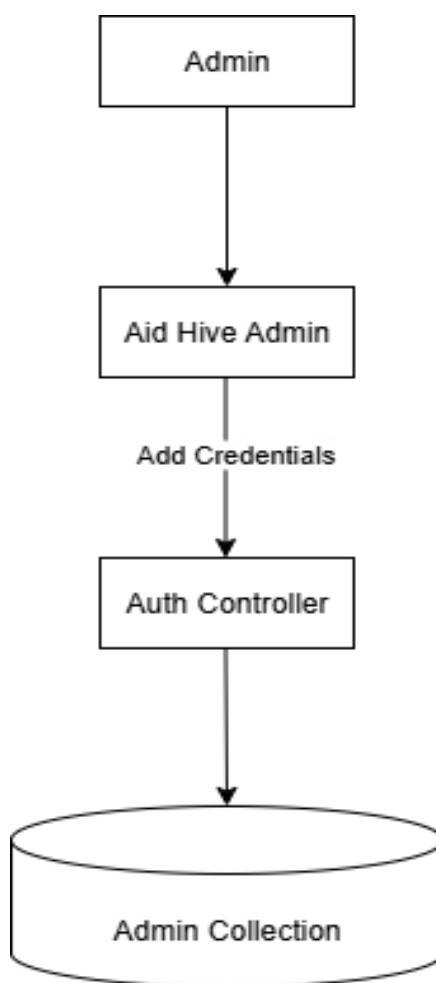 Admin
Aid Hive Admin
Add Credentials
Auth Controller
Admin Collection